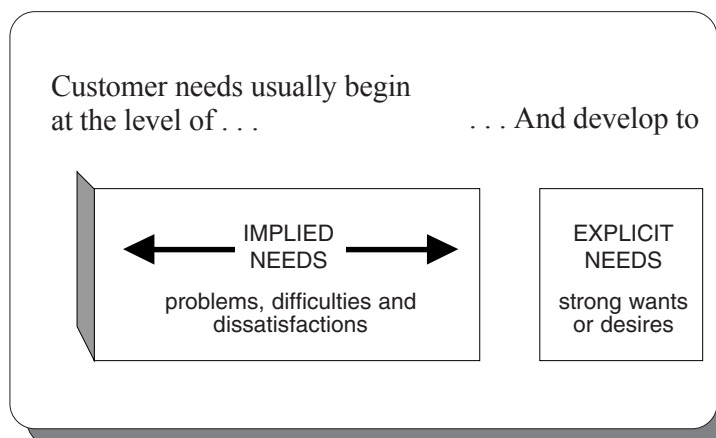 Customer needs usually begin
at the level of . . .
. . . And develop to
IMPLIED
NEEDS
problems, difficulties and
dissatisfactions
EXPLICIT
NEEDS
strong wants
or desires